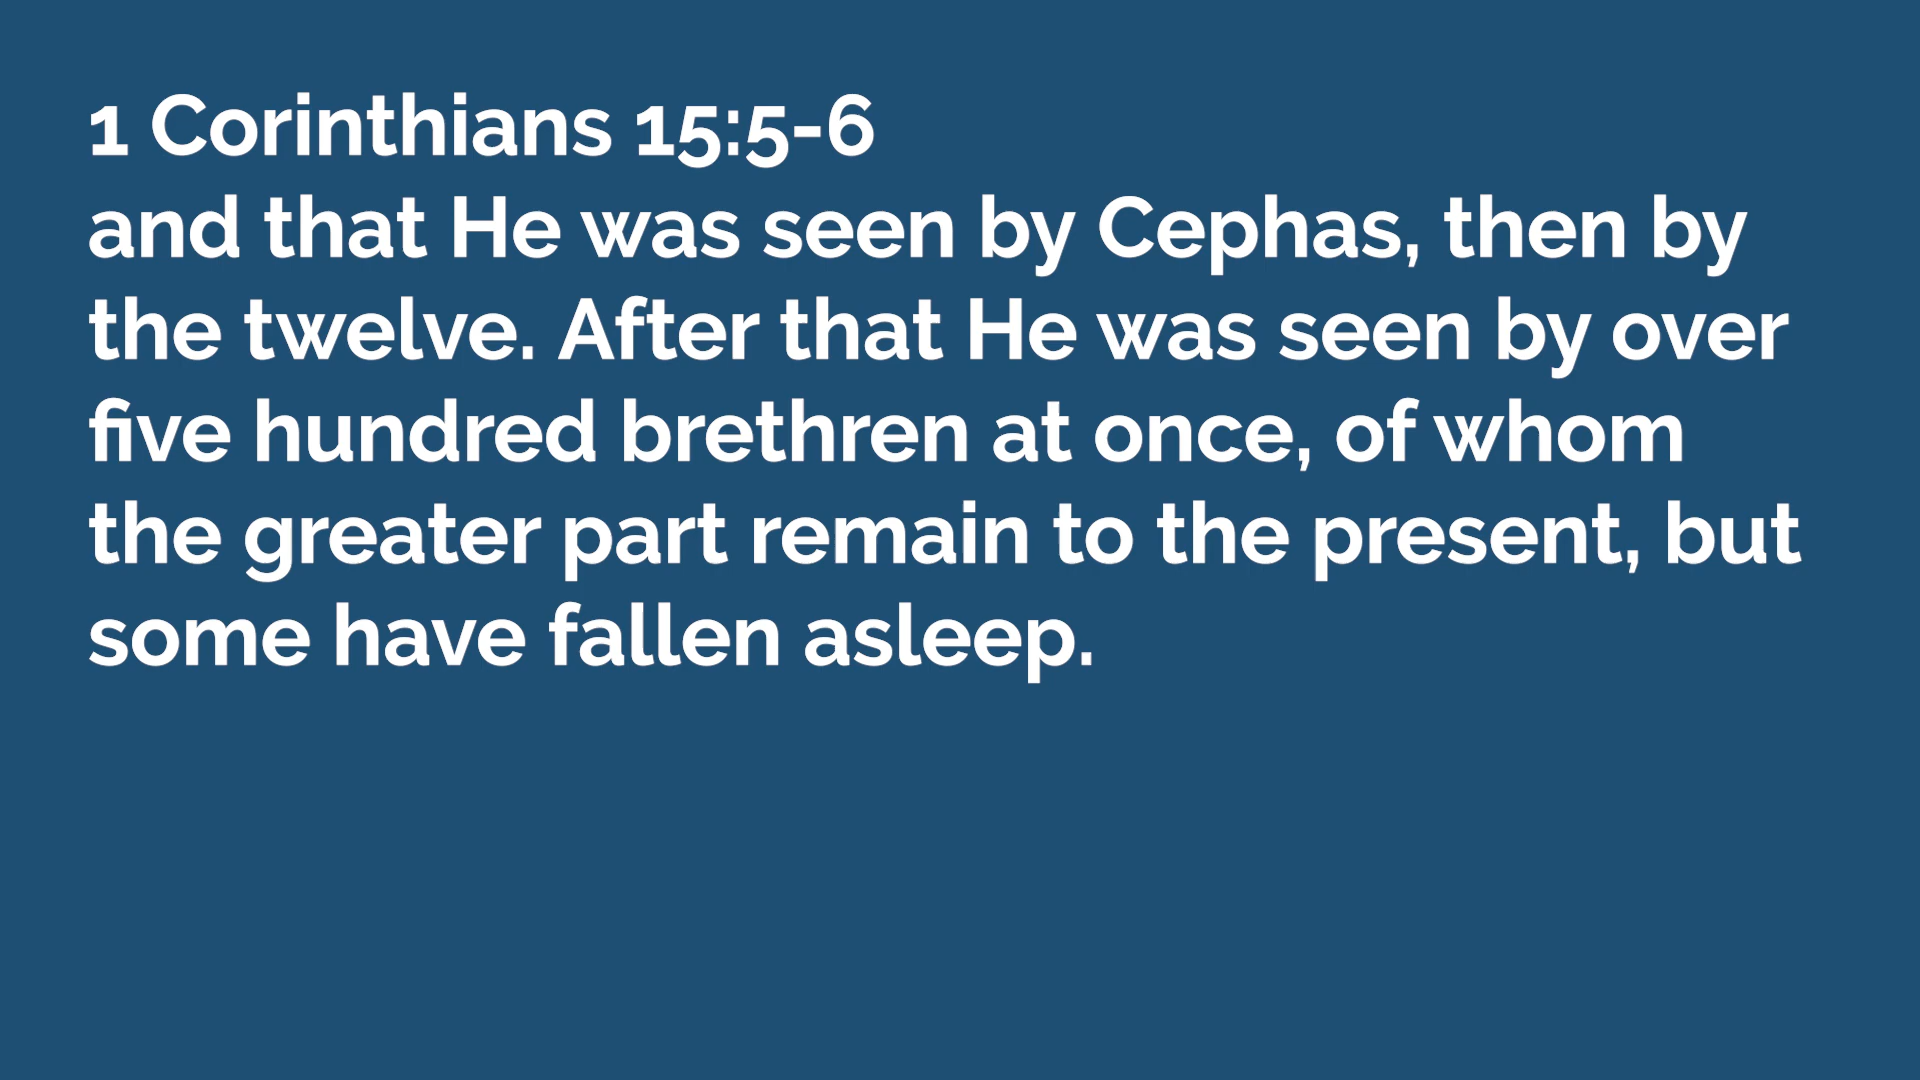 1 Corinthians 15:5-6
and that He was seen by Cephas, then by
the twelve. After that He was seen by over
five hundred brethren at once, of whom
the greater part remain to the present, but
some have fallen asleep.